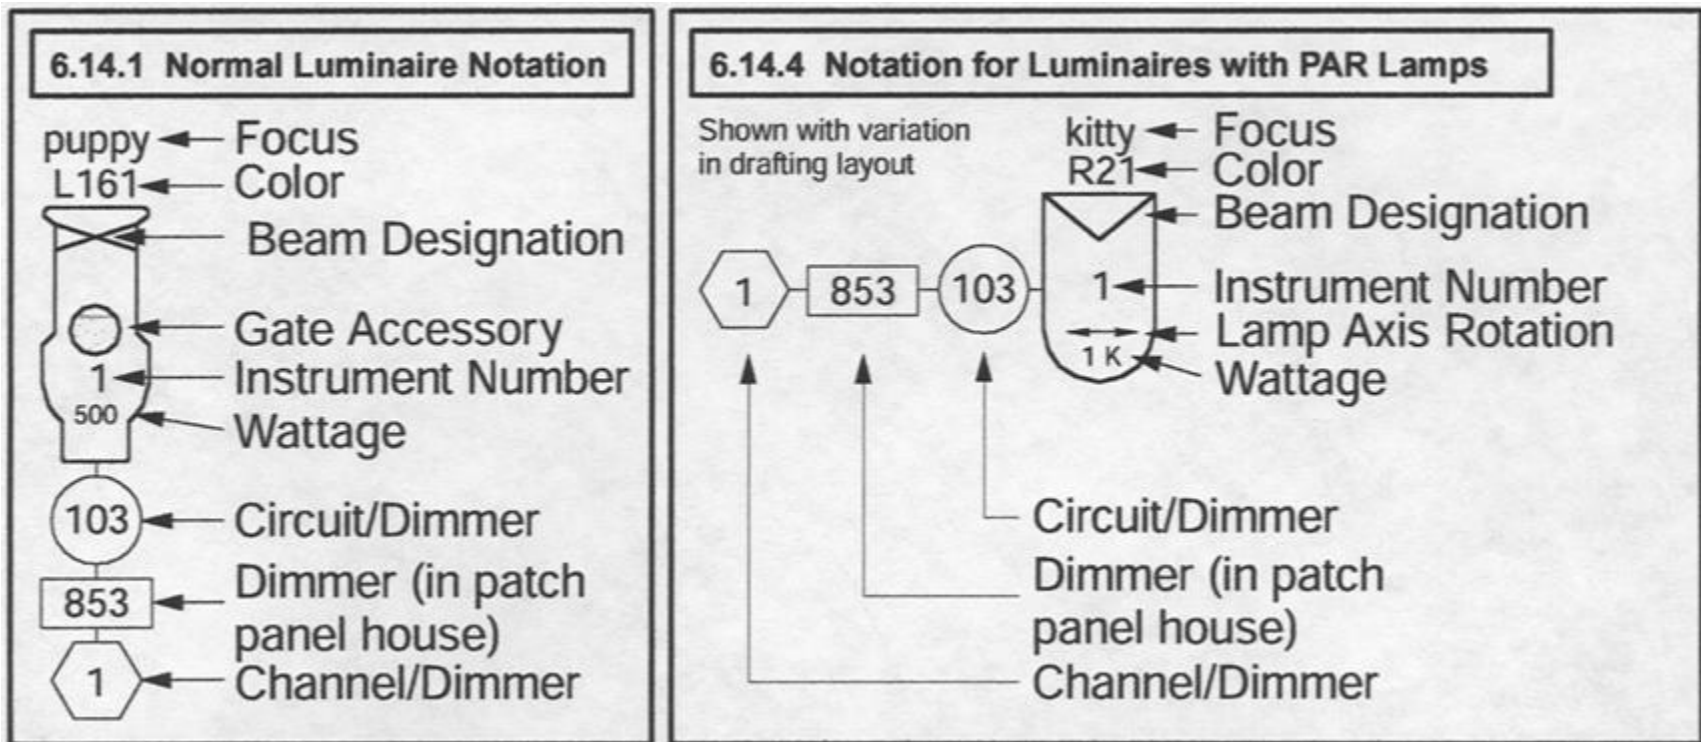 6.14.1 Normal Luminaire Notation
puppy Focus
L161 Color
Beam Designation
Gate Accessory
1 Instrument Number
500 Wattage
103 Circuit/Dimmer
853 Dimmer (in patch
panel house)
1 Channel/Dimmer
6.14.4 Notation for Luminaires with PAR Lamps
Shown with variation
in drafting layout
kitty Focus
R21 Color
Beam Designation
1 853 103 1 Instrument Number
Lamp Axis Rotation
1 K Wattage
Circuit/Dimmer
Dimmer (in patch
panel house)
Channel/Dimmer